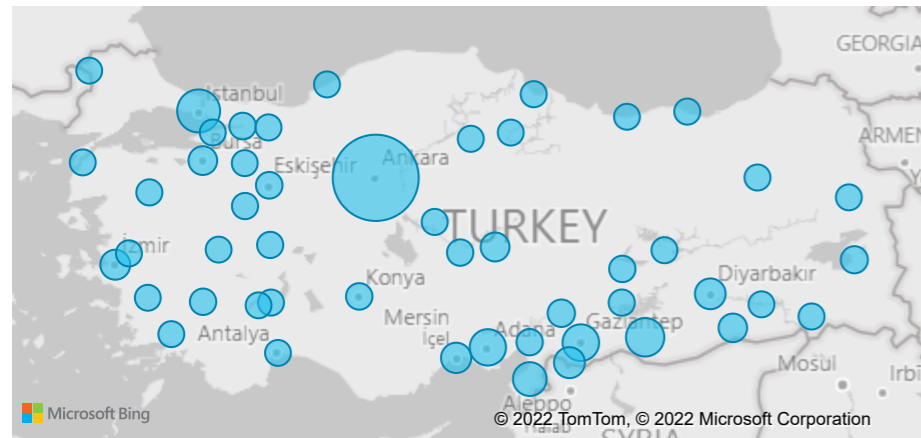 GEORGIA
Istanbul
ARMEN
Bursa
Ankara
Eskişehir
TURKEY
İzmir
Diyarbakır
Konya
Mersin
İçel
Adana
Gaziantep
Antalya
Mosul
Irbi
Aleppo
Halab
Microsoft Bing
© 2022 TomTom, © 2022 Microsoft Corporation
SYRIA